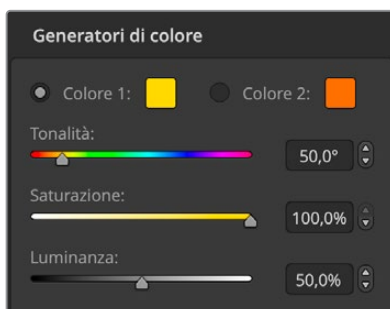 Generatori di colore
Colore 1: Colore 2:
Tonalità:
50,0°
Saturazione:
100,0%
Luminanza:
50,0%